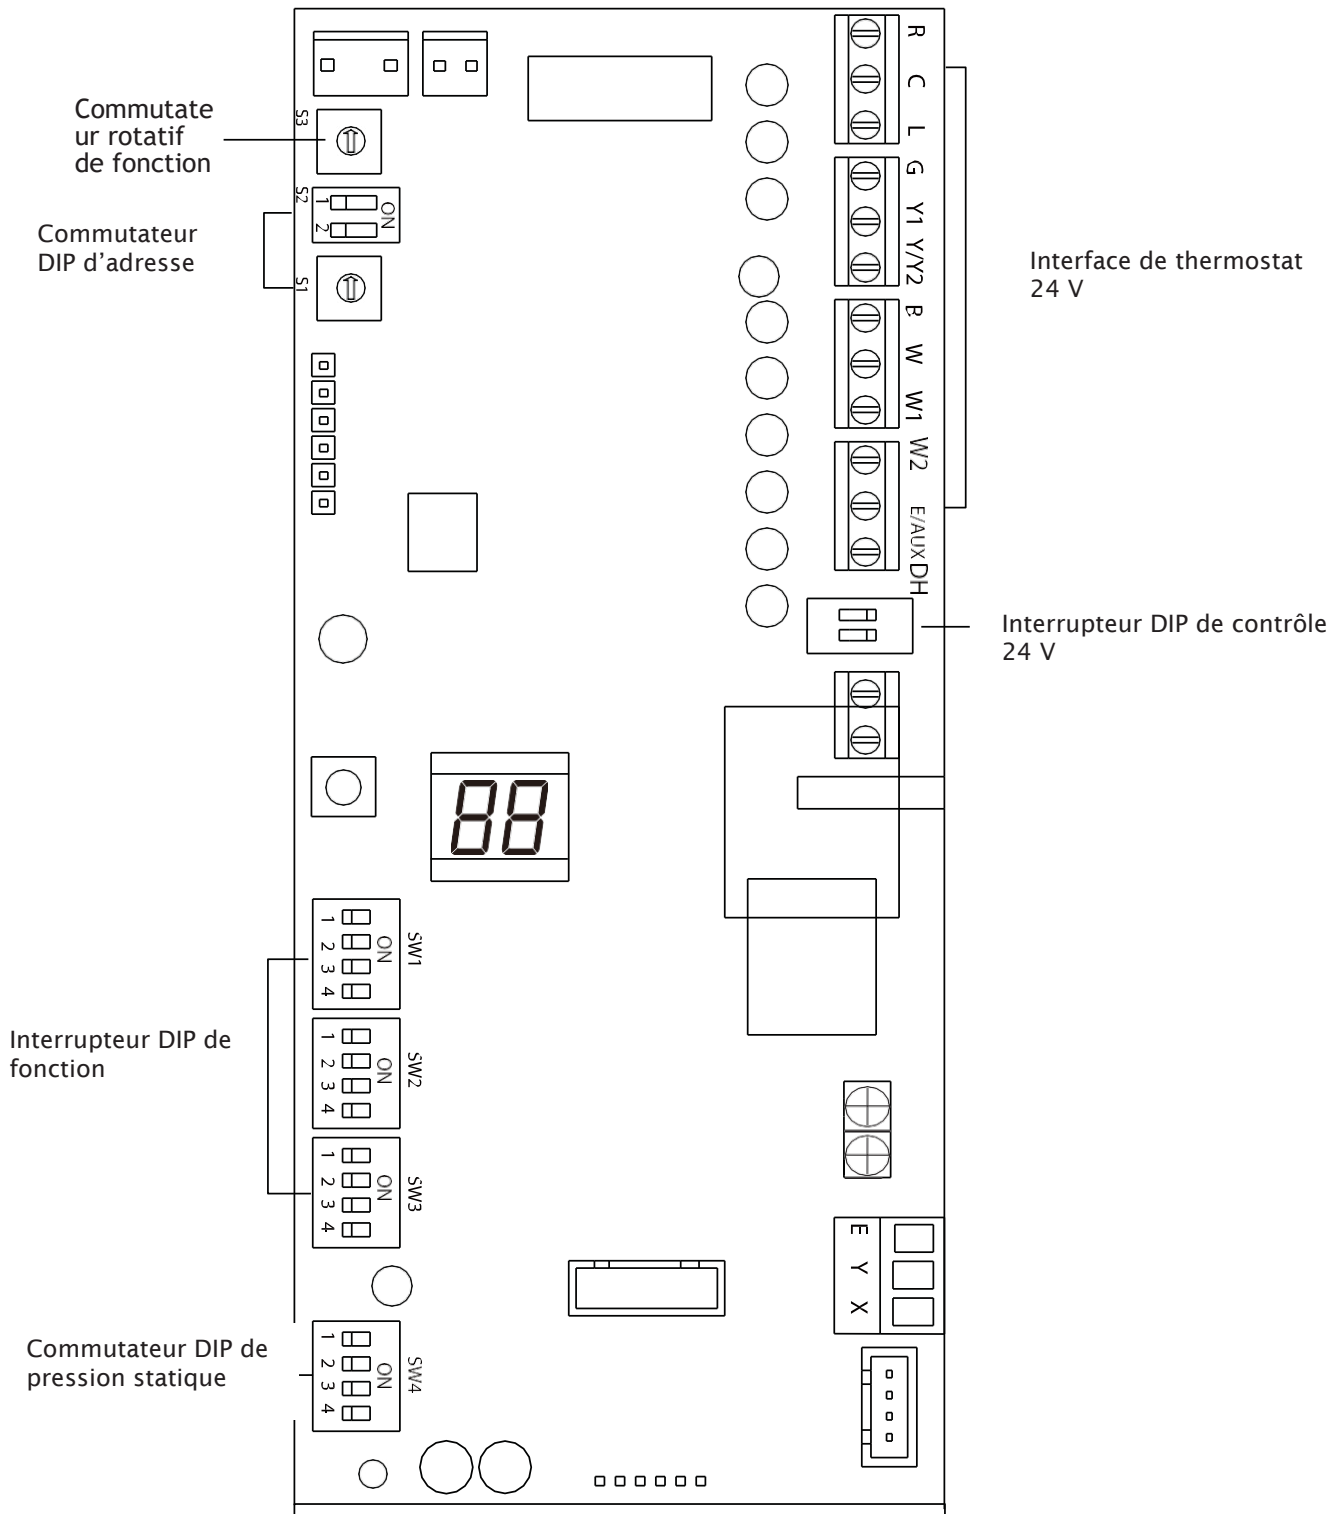 R
C
L
G
Y1
Y/Y2
B
W
W1
W2
E/AUX
DH
Commutate
ur rotatif
de fonction
S3
S2
1
2
ON
S1
Commutateur
DIP d'adresse
Interface de thermostat
24 V
Interrupteur DIP de contrôle
24 V
88
1
2
3
4
ON
SW1
Interrupteur DIP de
fonction
1
2
3
4
ON
SW2
1
2
3
4
ON
SW3
E
Y
X
Commutateur DIP de
pression statique
1
2
3
4
ON
SW4